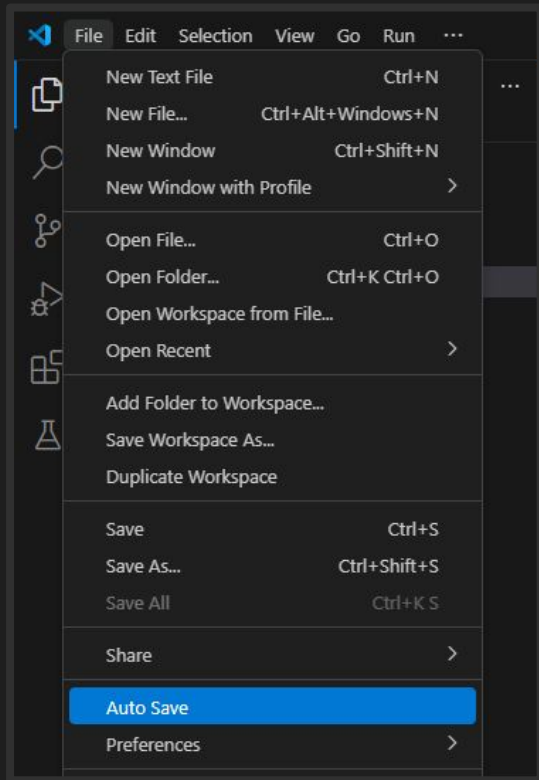 File Edit Selection View Go Run ...
New Text File Ctrl+N
New File... Ctrl+Alt+Windows+N
New Window Ctrl+Shift+N
New Window with Profile
Open File... Ctrl+O
Open Folder... Ctrl+K Ctrl+O
Open Workspace from File...
Open Recent
Add Folder to Workspace...
Save Workspace As...
Duplicate Workspace
Save Ctrl+S
Save As... Ctrl+Shift+S
Save All Ctrl+K S
Share
Auto Save
Preferences